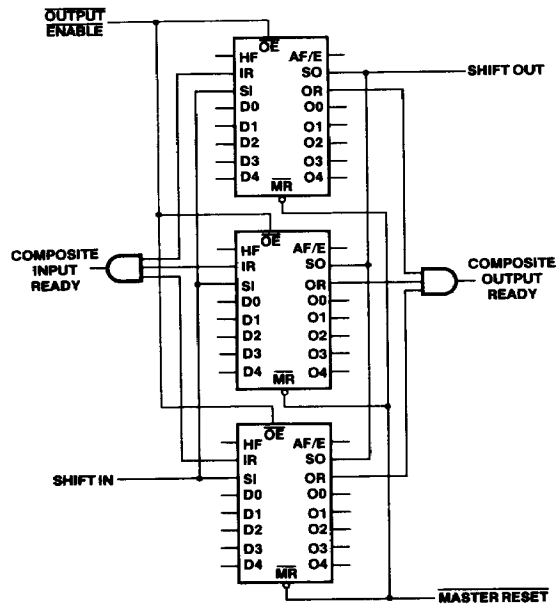 OUTPUT
ENABLE
OE
HF AF/E
IR SO SHIFT OUT
SI OR
D0 O0
D1 O1
D2 O2
D3 O3
D4 O4
MR
OE
COMPOSITE
INPUT
READY
HF AF/E
IR SO
SI OR
D0 O0
D1 O1
D2 O2
D3 O3
D4 O4
MR
COMPOSITE
OUTPUT
READY
OE
HF AF/E
IR SO
SHIFT IN SI OR
D0 O0
D1 O1
D2 O2
D3 O3
D4 O4
MR
MASTER RESET